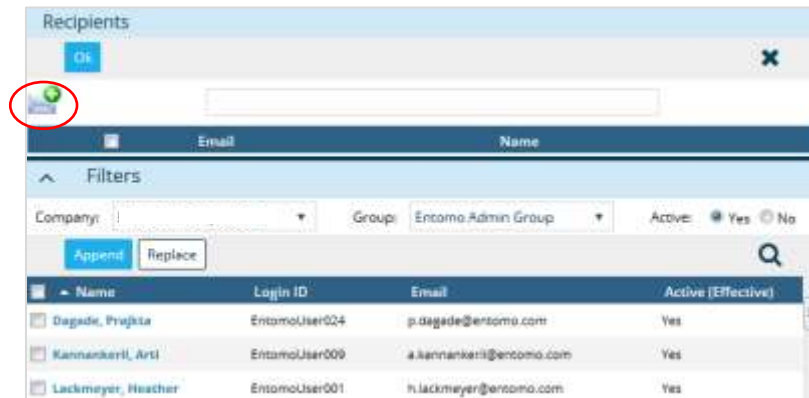 Recipients
Ok
Email Name
Filters
Company: Group: Entomo Admin Group Active: Yes No
Append Replace
Name Login ID Email Active (Effective)
Dagade, Prajkta EntomoUser024 p.dagade@entomo.com Yes
Kannankeril, Arti EntomoUser009 a.kannankeril@entomo.com Yes
Lackmeyer, Heather EntomoUser001 h.lackmeyer@entomo.com Yes